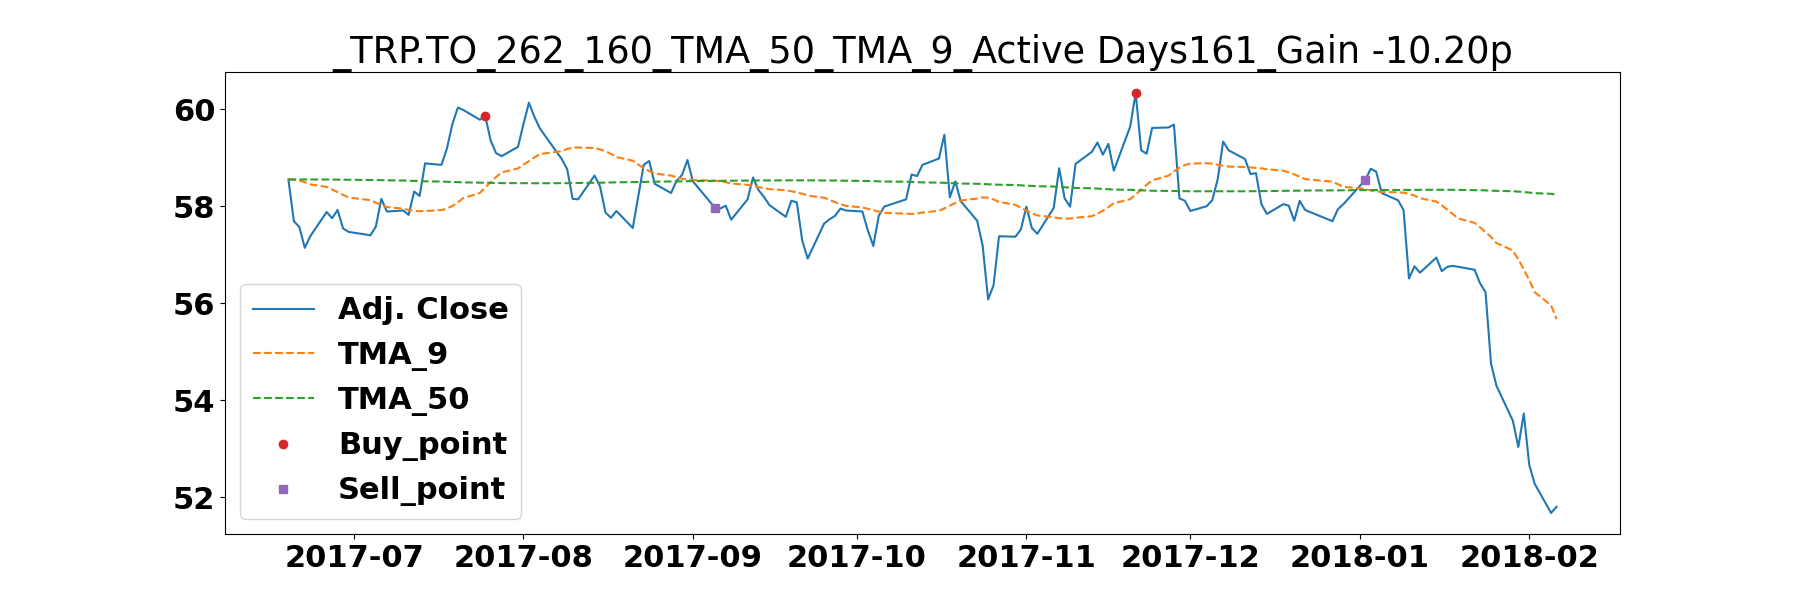 _TRP.TO_262_160_TMA_50_TMA_9_Active Days161_Gain -10.20p
60
58
56
54
52
Adj. Close
TMA_9
TMA_50
Buy_point
Sell_point
2017-07 2017-08 2017-09 2017-10 2017-11 2017-12 2018-01 2018-02